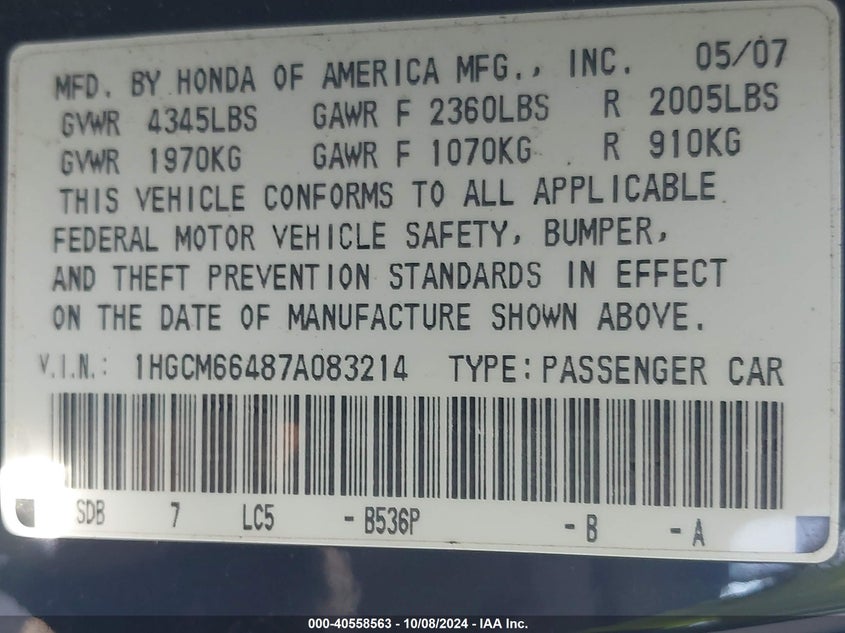 MFD. BY HONDA OF AMERICA MFG., INC. 05/07
GVWR 4345LBS GAWR F 2360LBS R 2005LBS
GVWR 1970KG GAWR F 1070KG R 910KG
THIS VEHICLE CONFORMS TO ALL APPLICABLE
FEDERAL MOTOR VEHICLE SAFETY, BUMPER,
AND THEFT PREVENTION STANDARDS IN EFFECT
ON THE DATE OF MANUFACTURE SHOWN ABOVE.
V.I.N.: 1HGCM66487A083214 TYPE: PASSENGER CAR
SDB 7 LC5 - B536P - B - A
000-40558563 - 10/08/2024 - IAA Inc.